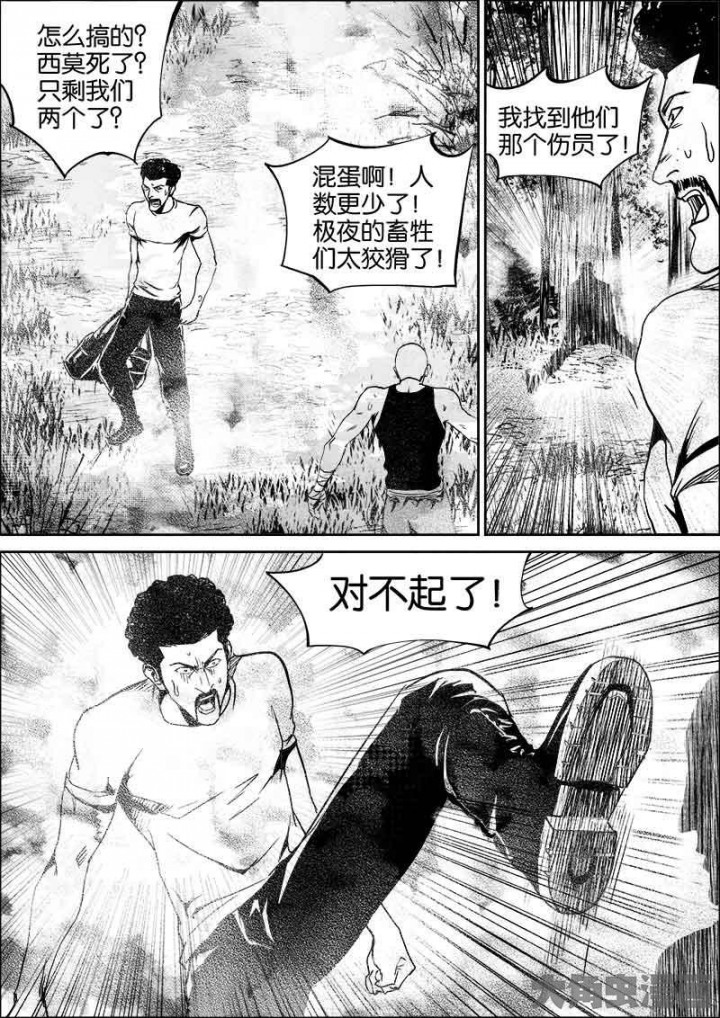 怎么搞的？
西莫死了？
只剩我们
两个了？
混蛋啊！人
数更少了！
极夜的畜牲
们太狡猾了！
我找到他们
那个伤员了！
对不起了！